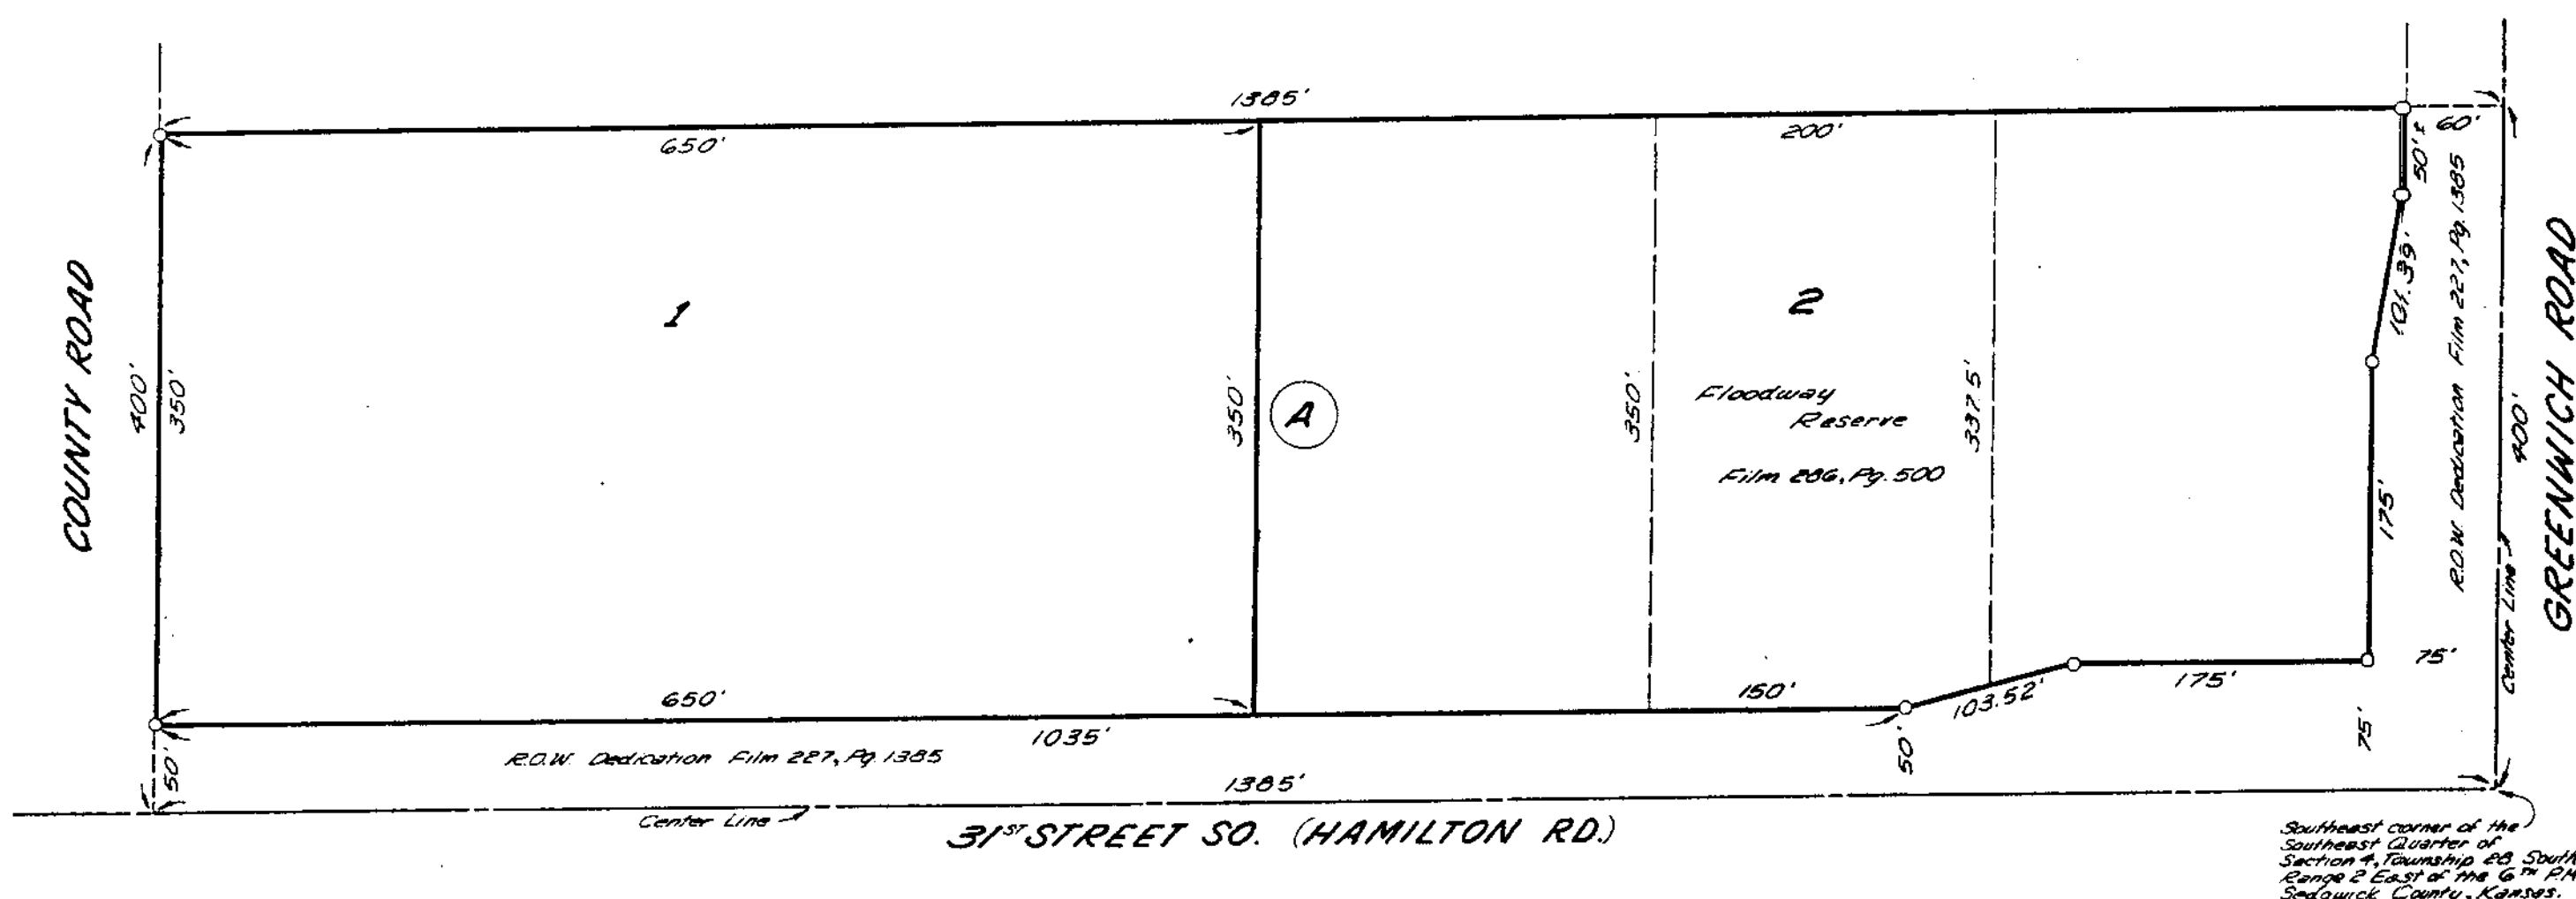 1385'
650'
200'
60'
50'±
101.39'
R.O.W. Dedication Film 227, Pg. 1385
GREENWICH ROAD
COUNTY ROAD
1
2
400'
350'
350'
A
350'
Floodway
Reserve
Film 286, Pg. 500
337.5'
175'
400'
Center Line
650'
1035'
150'
103.52'
175'
75'
75'
50'
50'
R.O.W. Dedication Film 227, Pg. 1385
1385'
Center Line
31ST STREET SO. (HAMILTON RD.)
Southeast corner of the
Southeast Quarter of
Section 4, Township 28 South
Range 2 East of the 6TH P.M
Sedgwick County, Kansas.